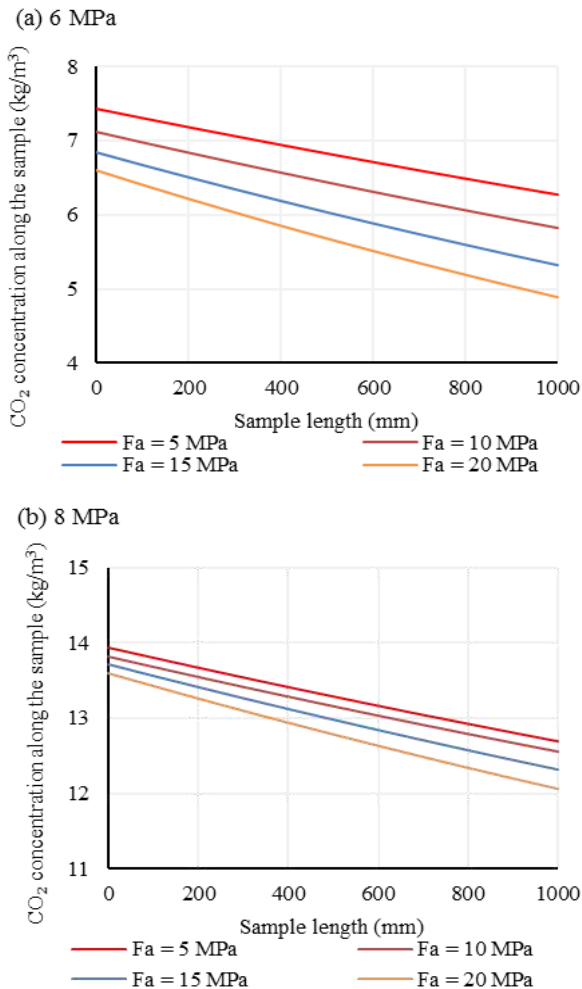 (a) 6 MPa
CO₂ concentration along the sample (kg/m³)
8
7
6
5
4
0 200 400 600 800 1000
Sample length (mm)
Fa = 5 MPa Fa = 10 MPa
Fa = 15 MPa Fa = 20 MPa
(b) 8 MPa
CO₂ concentration along the sample (kg/m³)
15
14
13
12
11
0 200 400 600 800 1000
Sample length (mm)
Fa = 5 MPa Fa = 10 MPa
Fa = 15 MPa Fa = 20 MPa